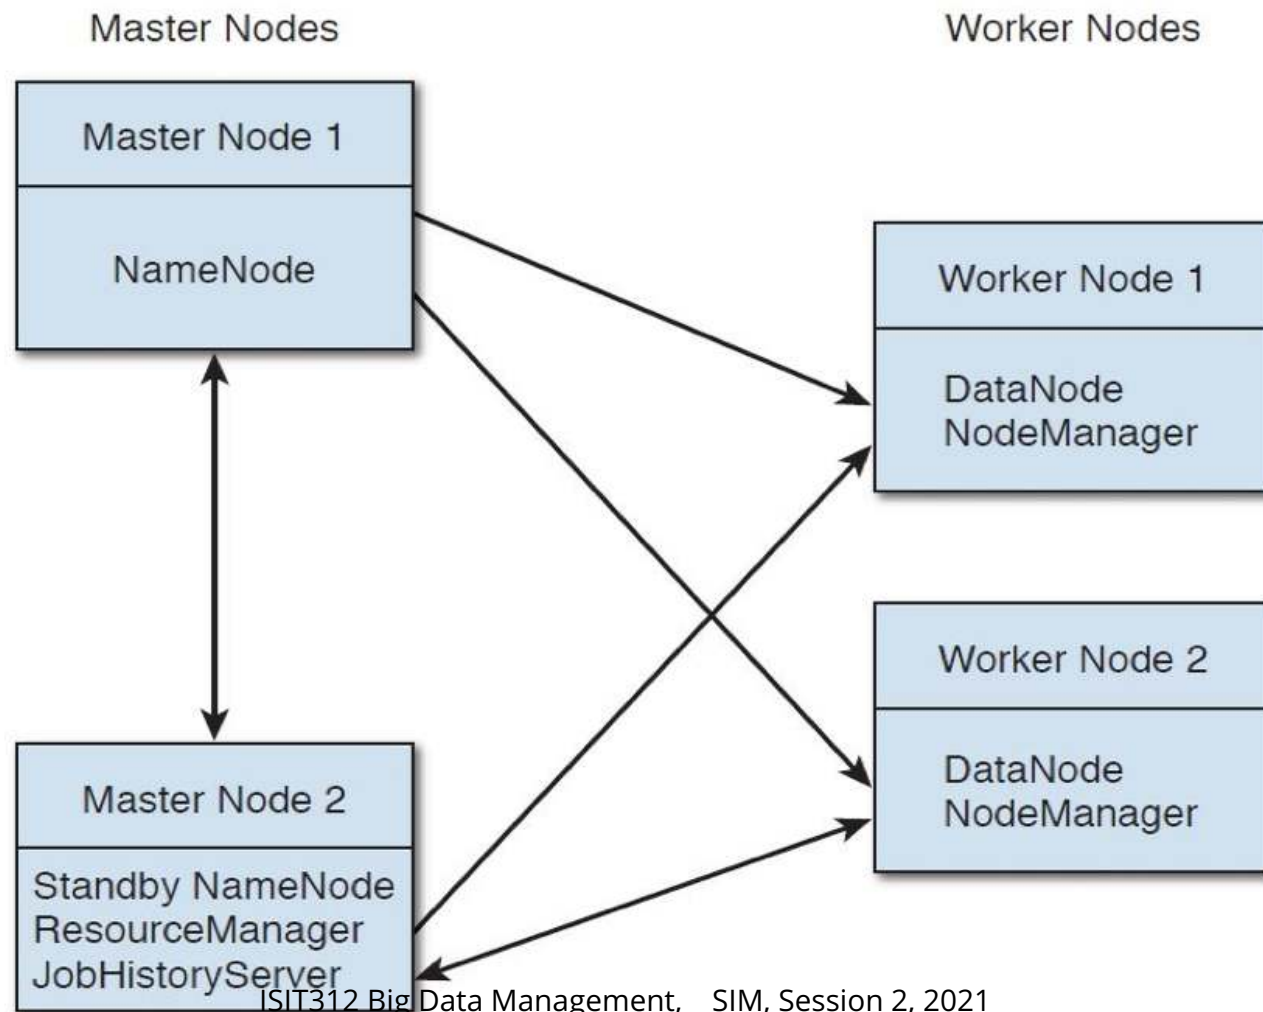 Master Nodes
Worker Nodes
Master Node 1
NameNode
Worker Node 1
DataNode
NodeManager
Worker Node 2
DataNode
NodeManager
Master Node 2
Standby NameNode
ResourceManager
JobHistoryServer
ISIT312 Big Data Management, SIM, Session 2, 2021